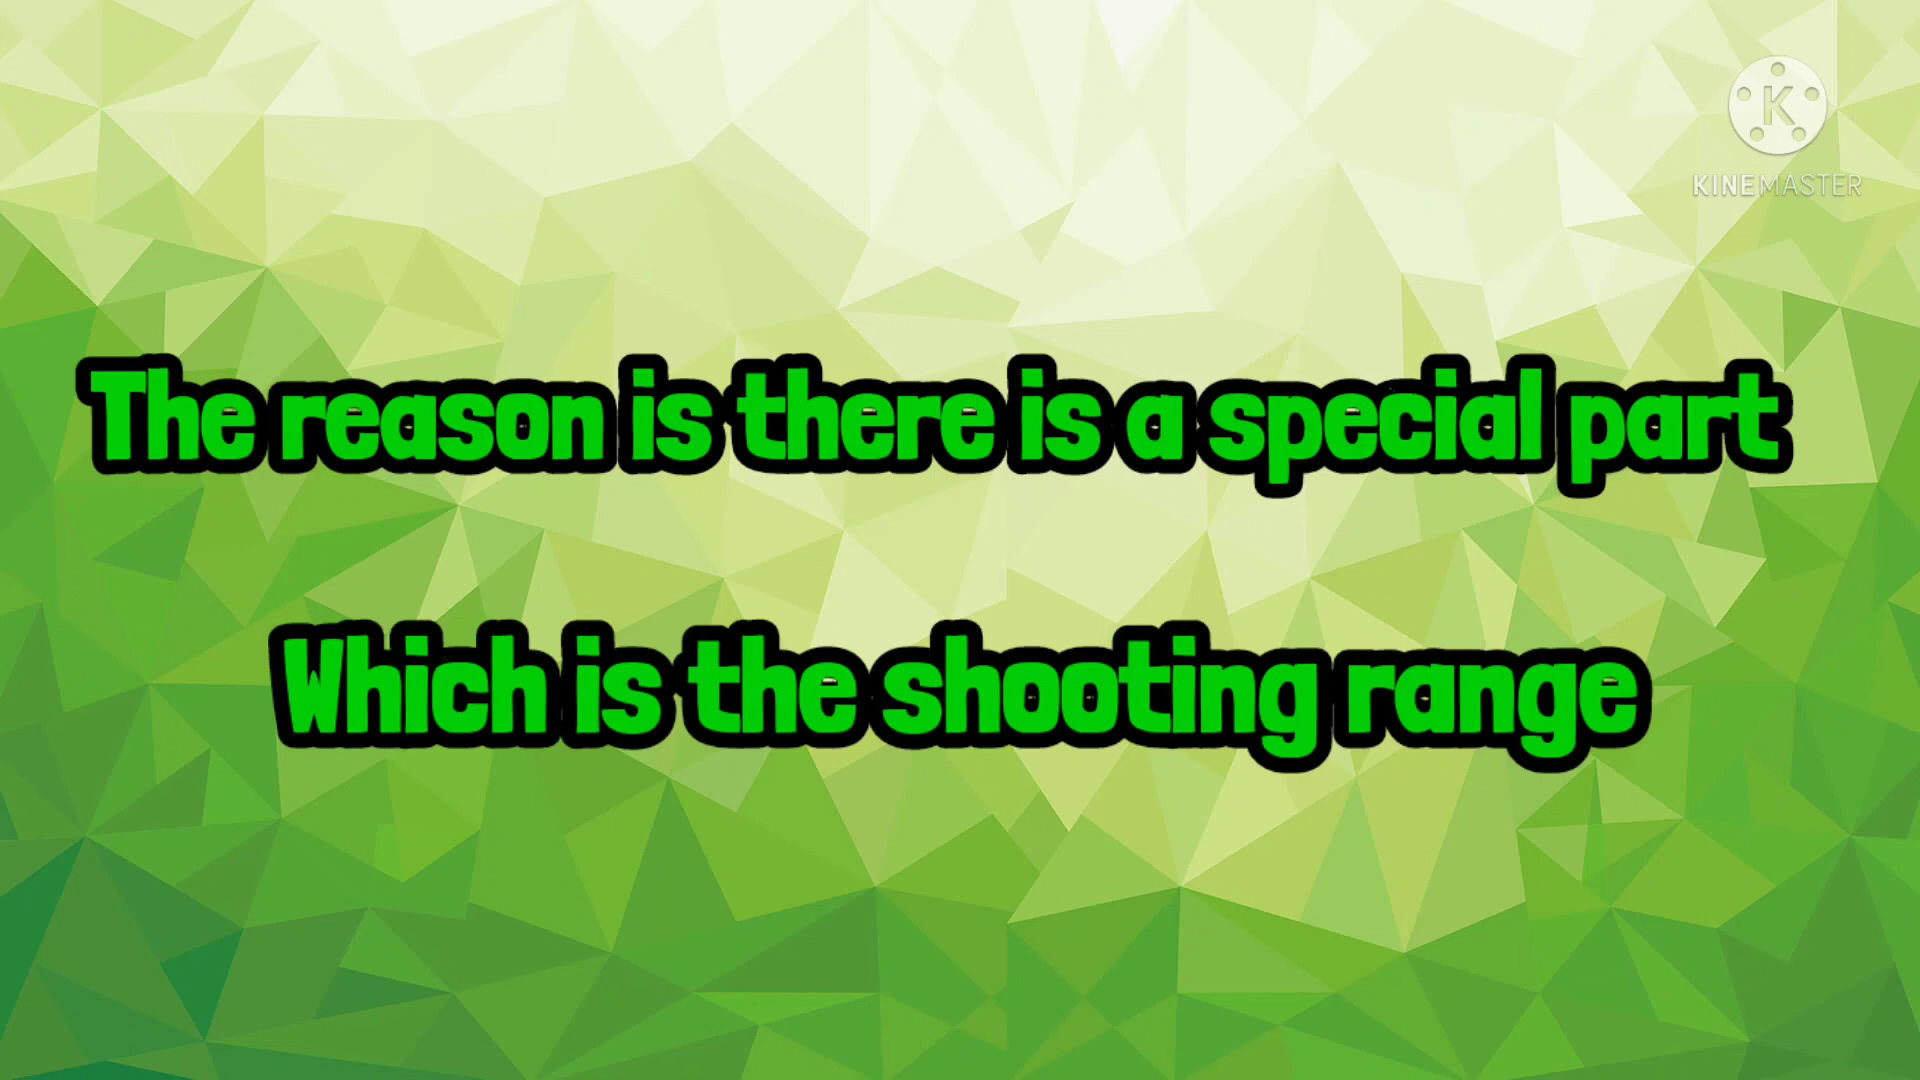 K
KINEMASTER
The reason is there is a special part
Which is the shooting range